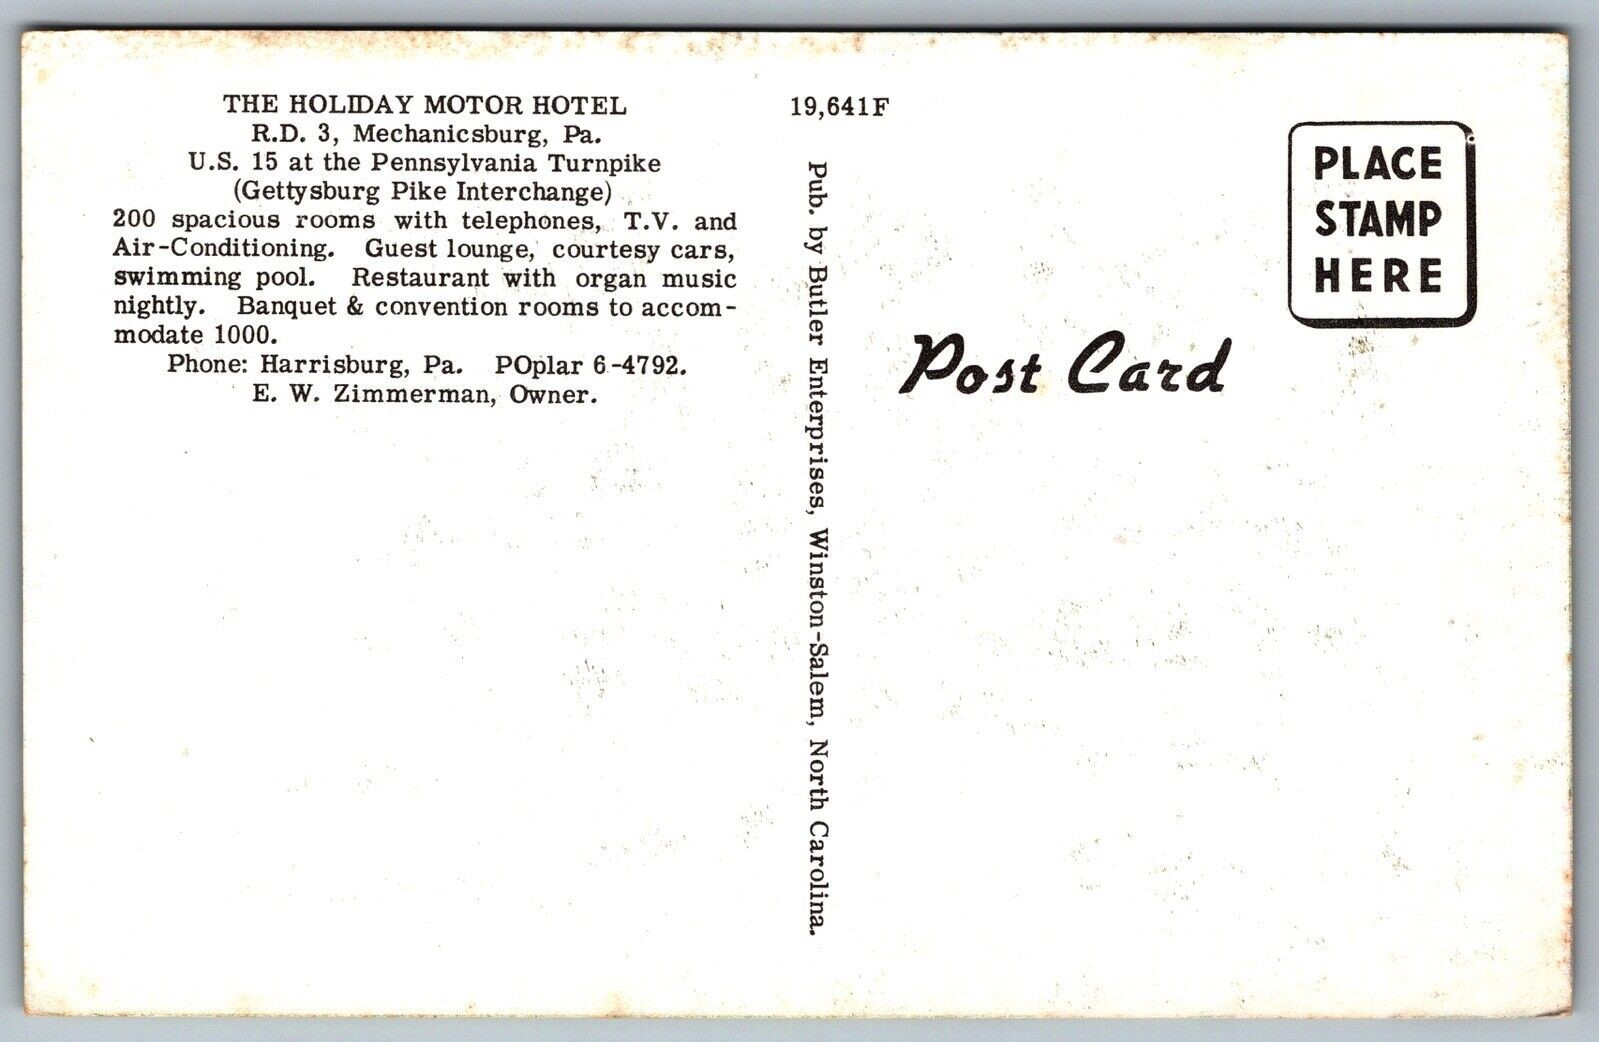 THE HOLIDAY MOTOR HOTEL
R.D. 3, Mechanicsburg, Pa.
U.S. 15 at the Pennsylvania Turnpike
(Gettysburg Pike Interchange)
200 spacious rooms with telephones, T.V. and
Air-Conditioning. Guest lounge, courtesy cars,
swimming pool. Restaurant with organ music
nightly. Banquet & convention rooms to accom-
modate 1000.
Phone: Harrisburg, Pa. POplar 6-4792.
E. W. Zimmerman, Owner.
19,641F
Pub. by Butler Enterprises, Winston-Salem, North Carolina.
PLACE
STAMP
HERE
Post Card